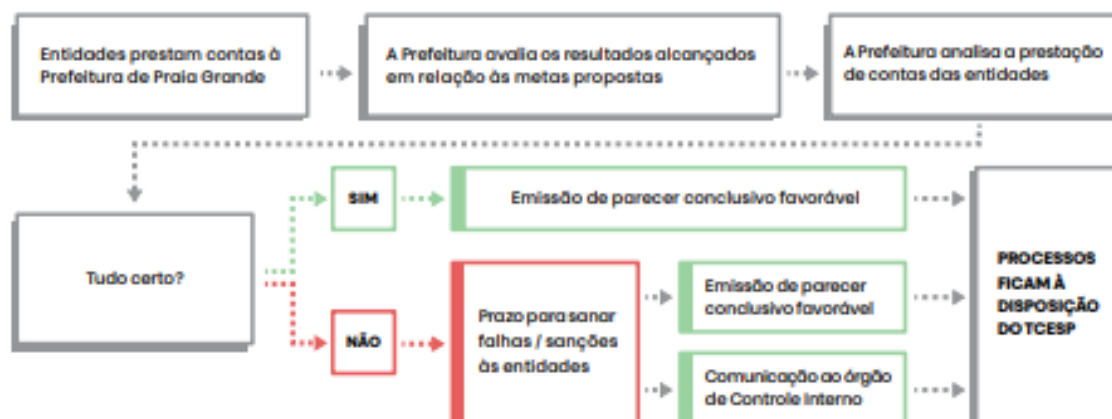 Entidades prestam contas à
Prefeitura de Praia Grande
A Prefeitura avalia os resultados alcançados
em relação às metas propostas
A Prefeitura analisa a prestação
de contas das entidades
Tudo certo?
SIM
Emissão de parecer conclusivo favorável
NÃO
Prazo para sanar
falhas / sanções
às entidades
Emissão de parecer
conclusivo favorável
Comunicação ao órgão
de Controle Interno
PROCESSOS
FICAM À
DISPOSIÇÃO
DO TCESP